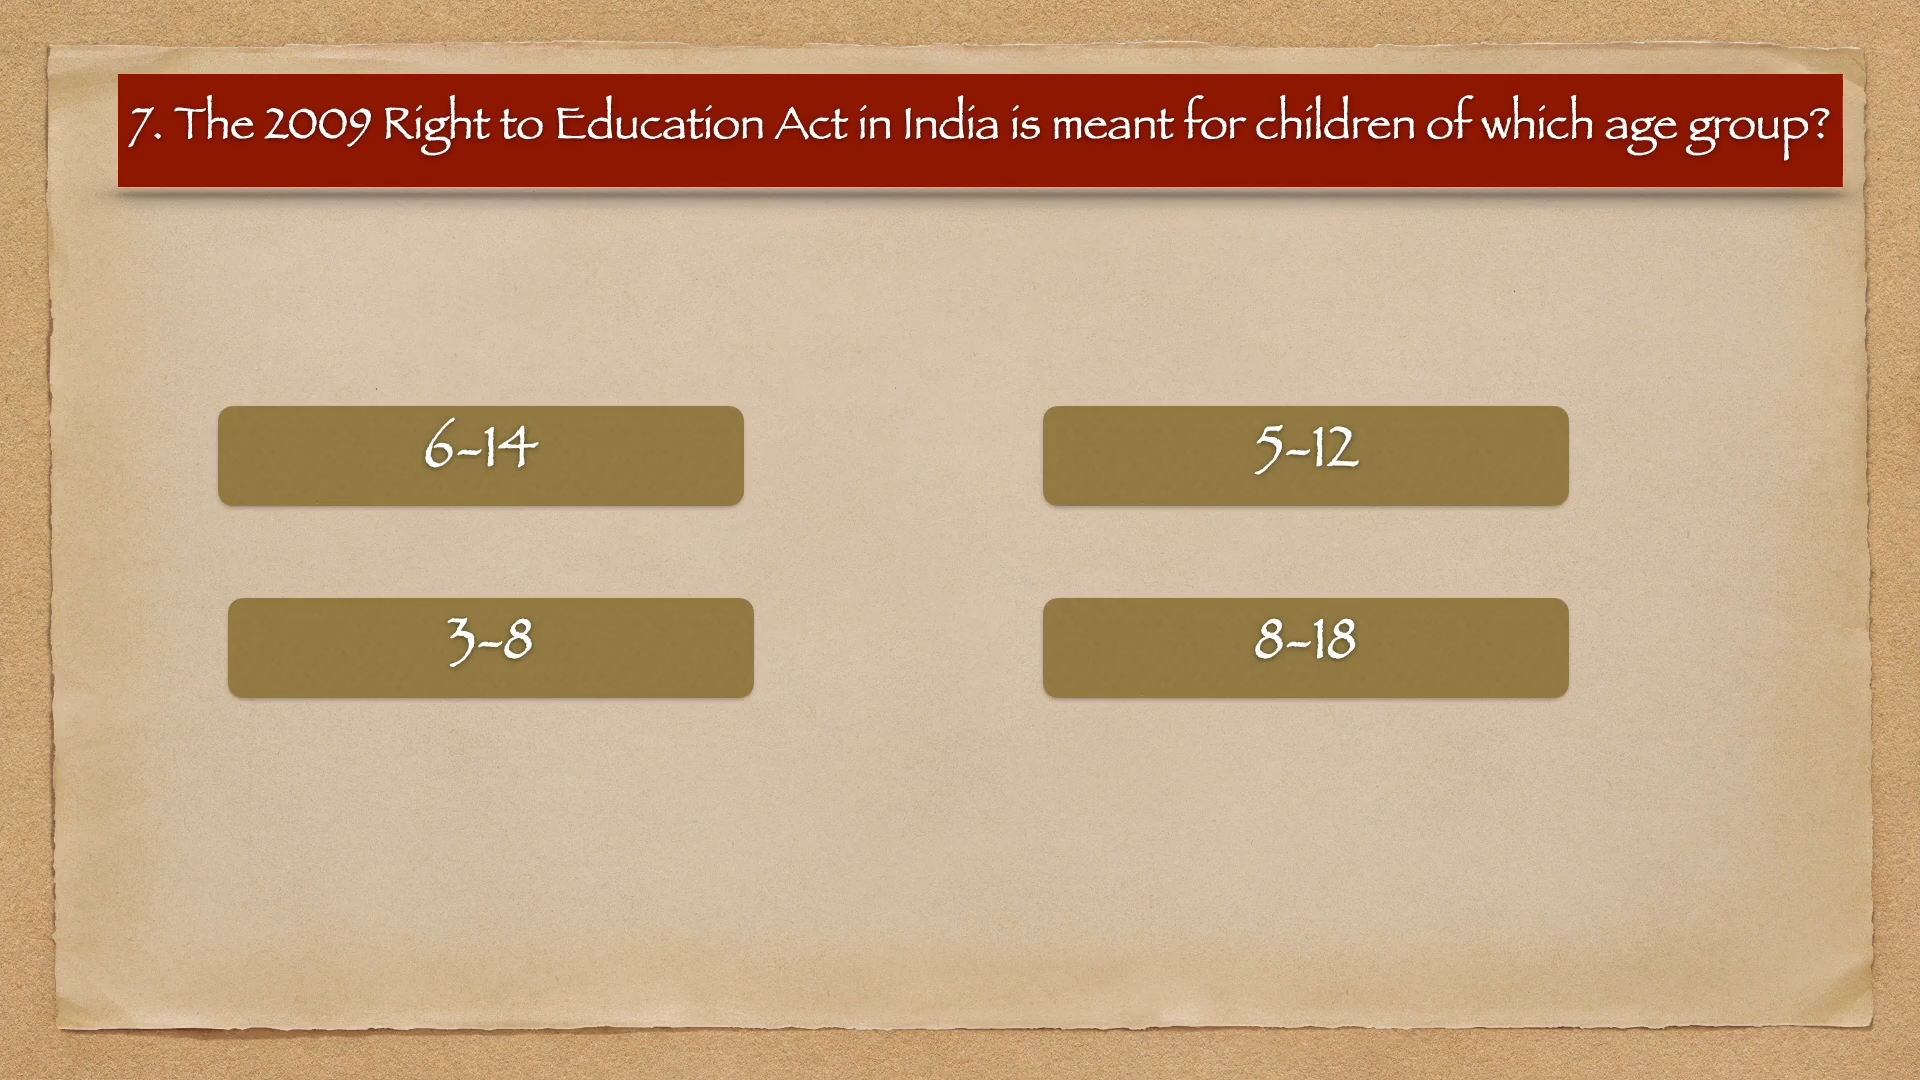 7. The 2009 Right to Education Act in India is meant for children of which age group?
6-14
5-12
3-8
8-18